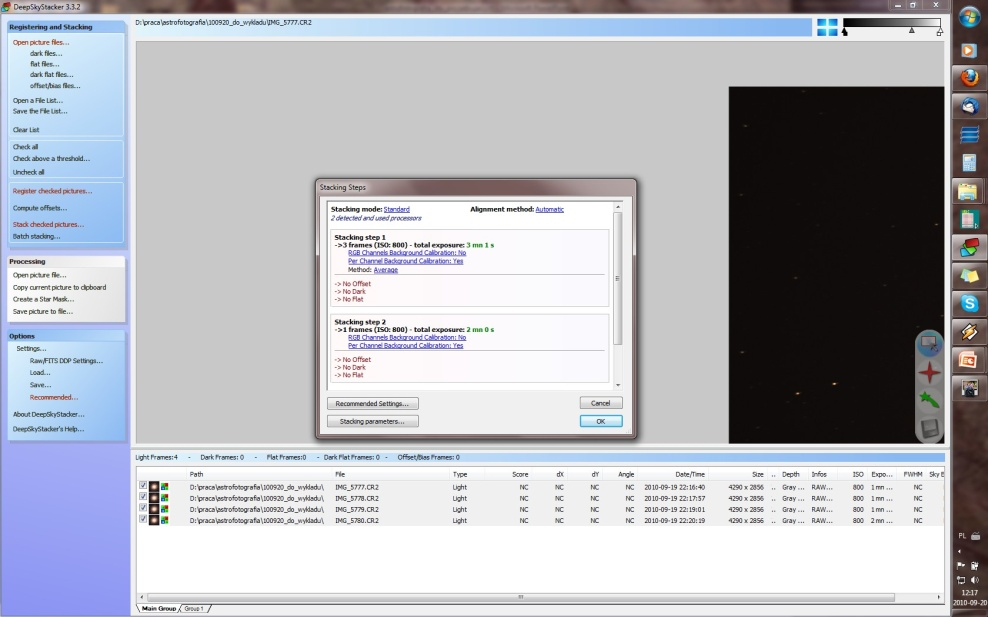 DeepSkyStacker 3.3.2
D:\praca\astrofotografia\100920_do_wykladu\IMG_5777.CR2
Registering and Stacking
Open picture files...
dark files...
flat files...
dark flat files...
offset/bias files...
Open a File List...
Save the File List...
Clear List
Check all
Check above a threshold...
Uncheck all
Register checked pictures...
Compute offsets...
Stack checked pictures...
Batch stacking...
Processing
Open picture file...
Copy current picture to clipboard
Create a Star Mask...
Save picture to file...
Options
Settings...
Raw/FITS DDP Settings...
Load...
Save...
Recommended...
About DeepSkyStacker...
DeepSkyStacker's Help...
Stacking Steps
Stacking mode: Standard Alignment method: Automatic
2 detected and used processors
Stacking step 1
->3 frames (ISO: 800) - total exposure: 3 mn 1 s
RGB Channels Background Calibration: No
Per Channel Background Calibration: Yes
Method: Average
-> No Offset
-> No Dark
-> No Flat
Stacking step 2
->1 frames (ISO: 800) - total exposure: 2 mn 0 s
RGB Channels Background Calibration: No
Per Channel Background Calibration: Yes
-> No Offset
-> No Dark
-> No Flat
Recommended Settings... Cancel
Stacking parameters... OK
Light Frames:4 - Dark Frames: 0 - Flat Frames:0 - Dark Flat Frames: 0 - Offset/Bias Frames: 0
Path File Type Score dX dY Angle Date/Time Size .. Depth Infos ISO Expo... FWHM Sky B
D:\praca\astrofotografia\100920_do_wykladu\ IMG_5777.CR2 Light NC NC NC NC 2010-09-19 22:16:40 4290 x 2856 .. Gray ... RAW... 800 1 mn ... NC
D:\praca\astrofotografia\100920_do_wykladu\ IMG_5778.CR2 Light NC NC NC NC 2010-09-19 22:17:57 4290 x 2856 .. Gray ... RAW... 800 1 mn ... NC
D:\praca\astrofotografia\100920_do_wykladu\ IMG_5779.CR2 Light NC NC NC NC 2010-09-19 22:19:01 4290 x 2856 .. Gray ... RAW... 800 1 mn ... NC
D:\praca\astrofotografia\100920_do_wykladu\ IMG_5780.CR2 Light NC NC NC NC 2010-09-19 22:20:19 4290 x 2856 .. Gray ... RAW... 800 2 mn ... NC
Main Group Group 1
PL
12:17
2010-09-20